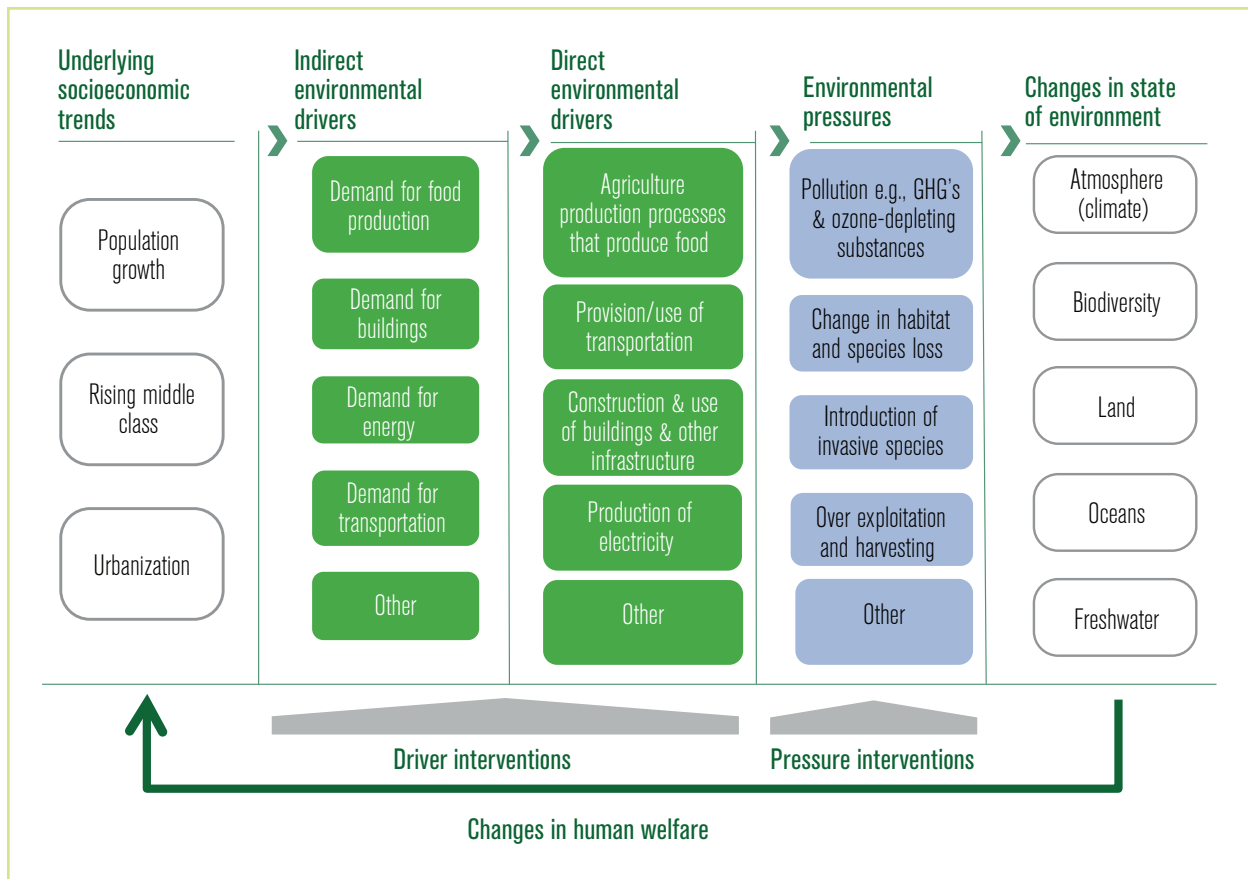 Underlying
socioeconomic
trends
Indirect
environmental
drivers
Direct
environmental
drivers
Environmental
pressures
Changes in state
of environment
Population
growth
Rising middle
class
Urbanization
Demand for food
production
Demand for
buildings
Demand for
energy
Demand for
transportation
Other
Agriculture
production processes
that produce food
Provision/use of
transportation
Construction & use
of buildings & other
infrastructure
Production of
electricity
Other
Pollution e.g., GHG's
& ozone-depleting
substances
Change in habitat
and species loss
Introduction of
invasive species
Over exploitation
and harvesting
Other
Atmosphere
(climate)
Biodiversity
Land
Oceans
Freshwater
Driver interventions
Pressure interventions
Changes in human welfare